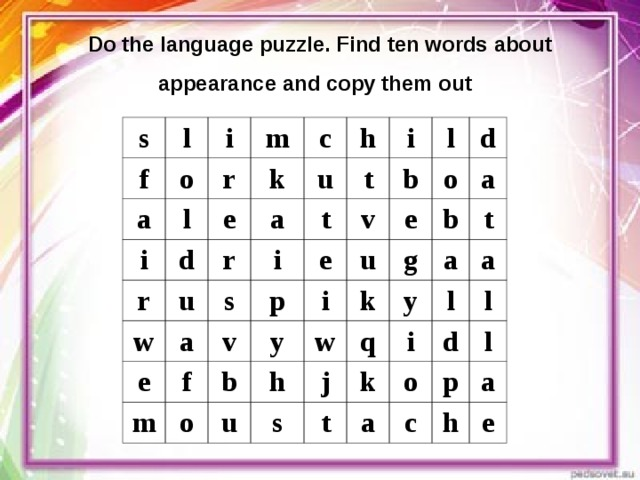 Do the language puzzle. Find ten words about
appearance and copy them out
s l i m c h i l d
f o r k u t b o a
a l e a t v e b t
i d r i e u g a a
r u s p i k y l l
w a v y w q i d l
e f b h j k o p a
m o u s t a c h e
pedsovet.su